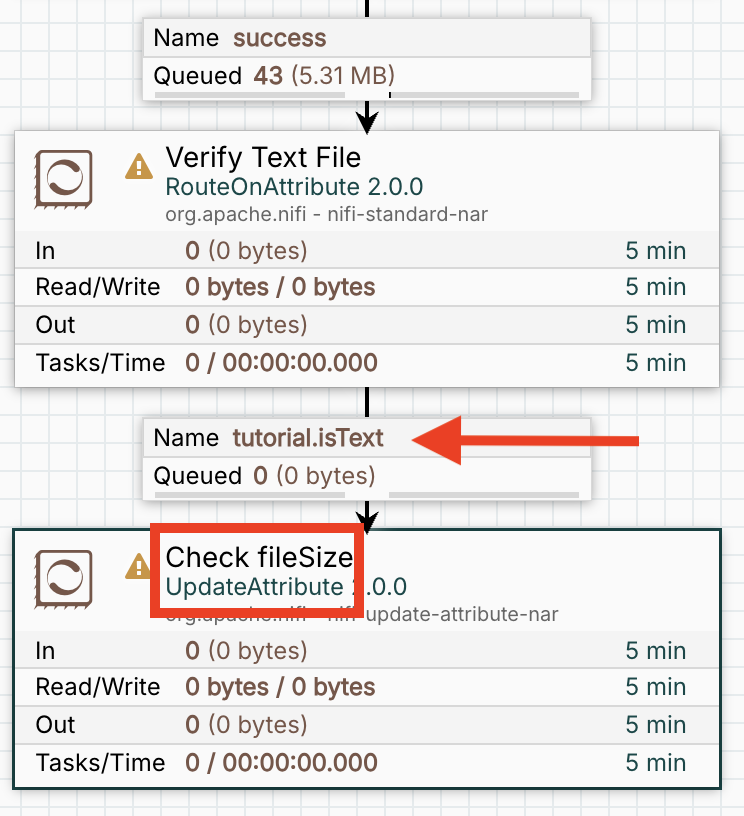 Name success
Queued 43 (5.31 MB)
Verify Text File
RouteOnAttribute 2.0.0
org.apache.nifi - nifi-standard-nar
In 0 (0 bytes) 5 min
Read/Write 0 bytes / 0 bytes 5 min
Out 0 (0 bytes) 5 min
Tasks/Time 0 / 00:00:00.000 5 min
Name tutorial.isText
Queued 0 (0 bytes)
Check fileSize
UpdateAttribute 2.0.0
org.apache.nifi - nifi-update-attribute-nar
In 0 (0 bytes) 5 min
Read/Write 0 bytes / 0 bytes 5 min
Out 0 (0 bytes) 5 min
Tasks/Time 0 / 00:00:00.000 5 min